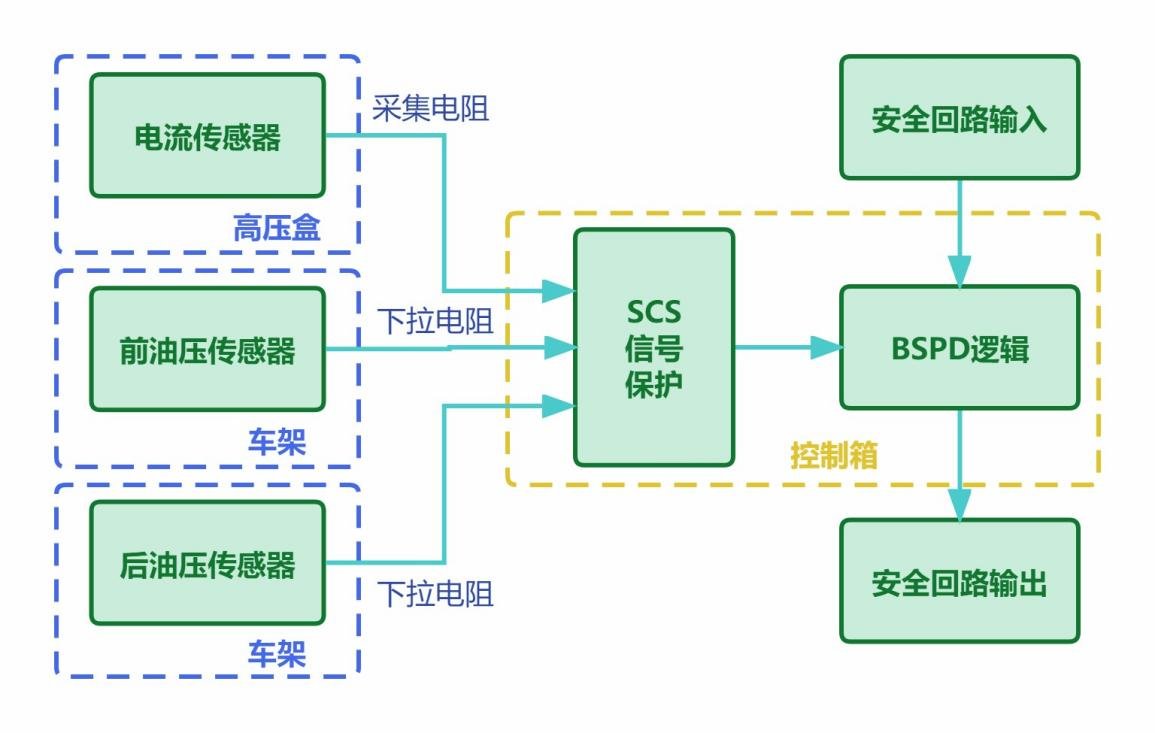 电流传感器
采集电阻
高压盒
前油压传感器
下拉电阻
车架
后油压传感器
下拉电阻
车架
SCS
信号
保护
安全回路输入
BSPD逻辑
控制箱
安全回路输出